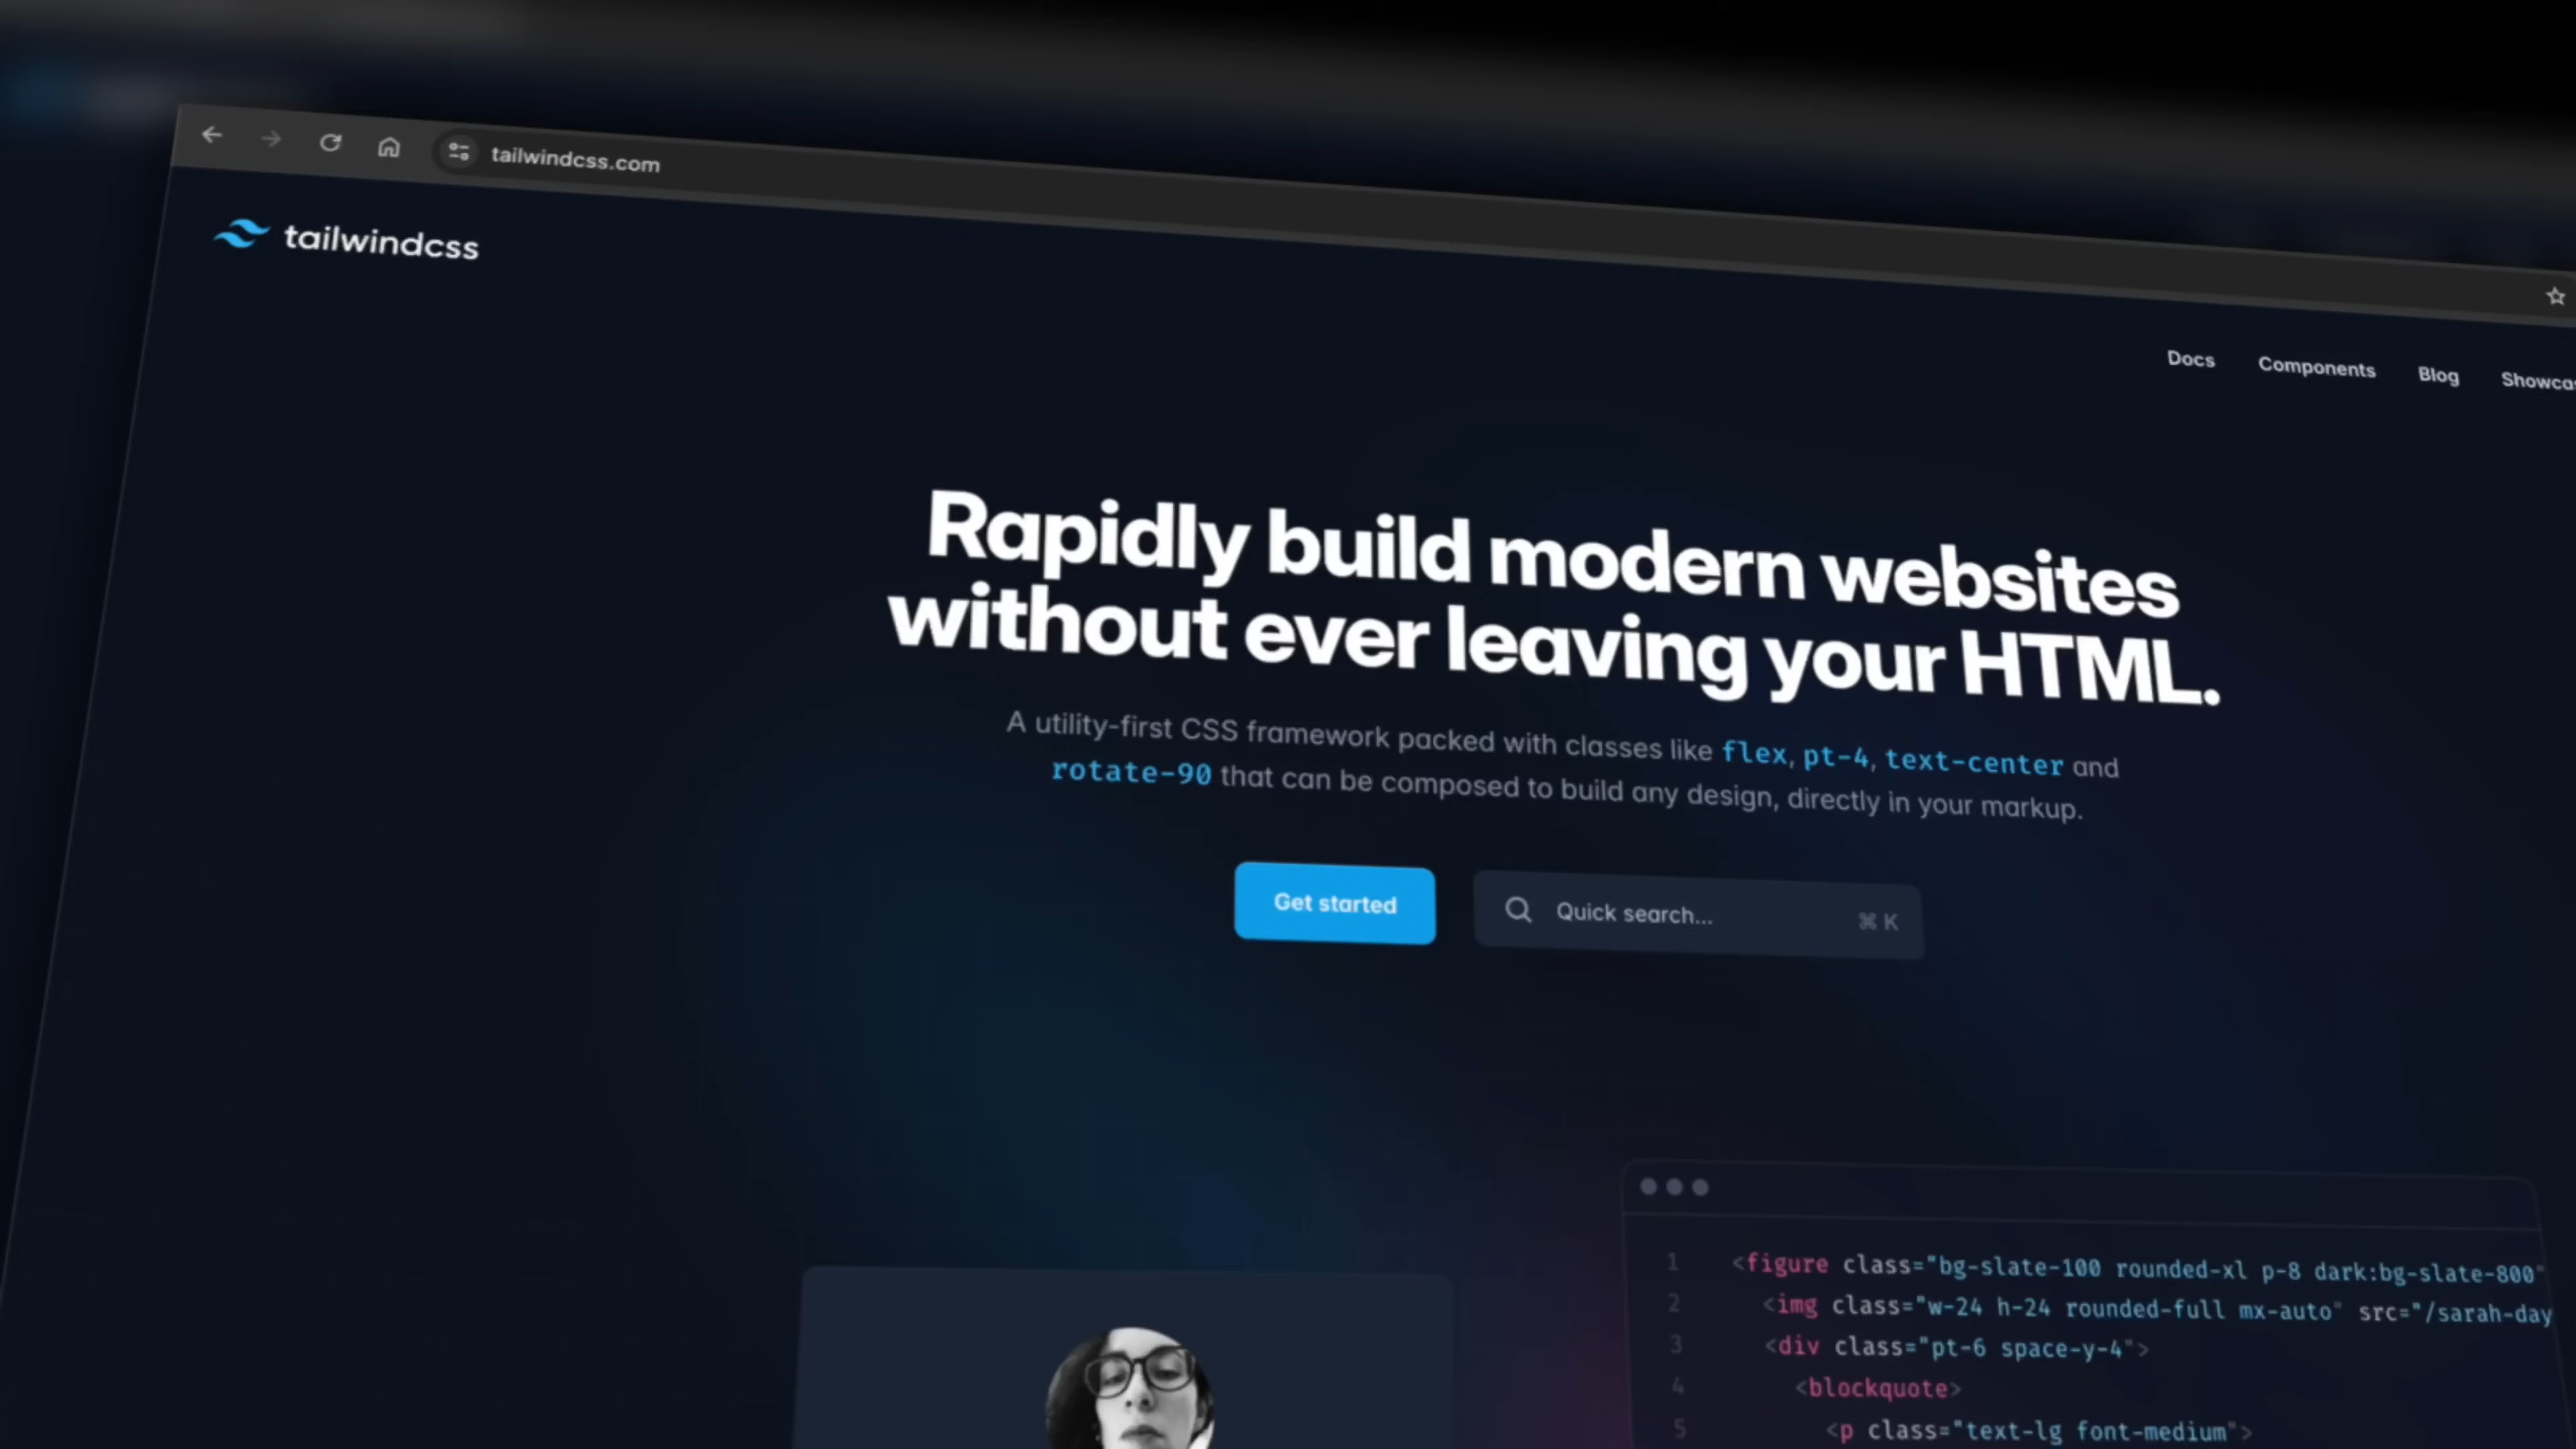 tailwindcss.com
tailwindcss
Docs Components Blog
Rapidly build modern websites
without ever leaving your HTML.
A utility-first CSS framework packed with classes like flex, pt-4, text-center and
rotate-90 that can be composed to build any design, directly in your markup.
Get started
Quick search... ⌘ K
1 <figure class="bg-slate-100 rounded-xl p-8 dark:bg-slate-800"
2 <img class="w-24 h-24 rounded-full mx-auto" src="/sarah-day
3 <div class="pt-6 space-y-4">
4 <blockquote>
5 <p class="text-lg font-medium">